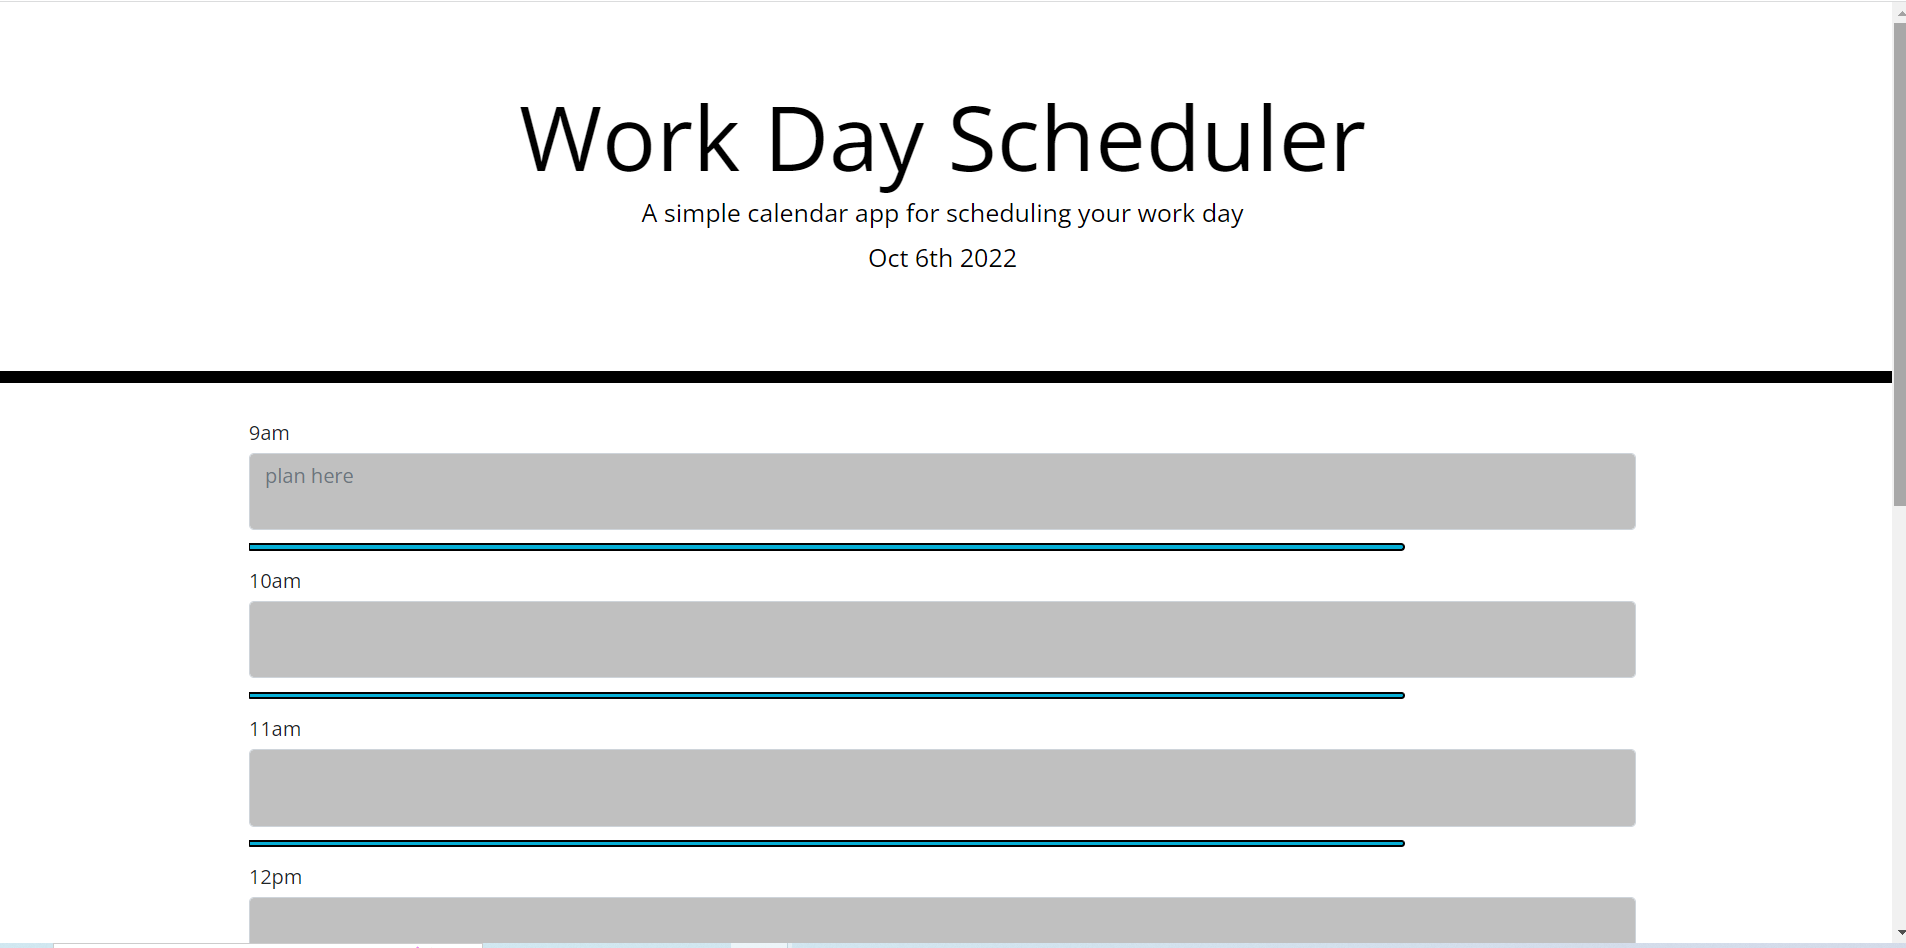 Work Day Scheduler
A simple calendar app for scheduling your work day
Oct 6th 2022
9am
plan here
10am
11am
12pm